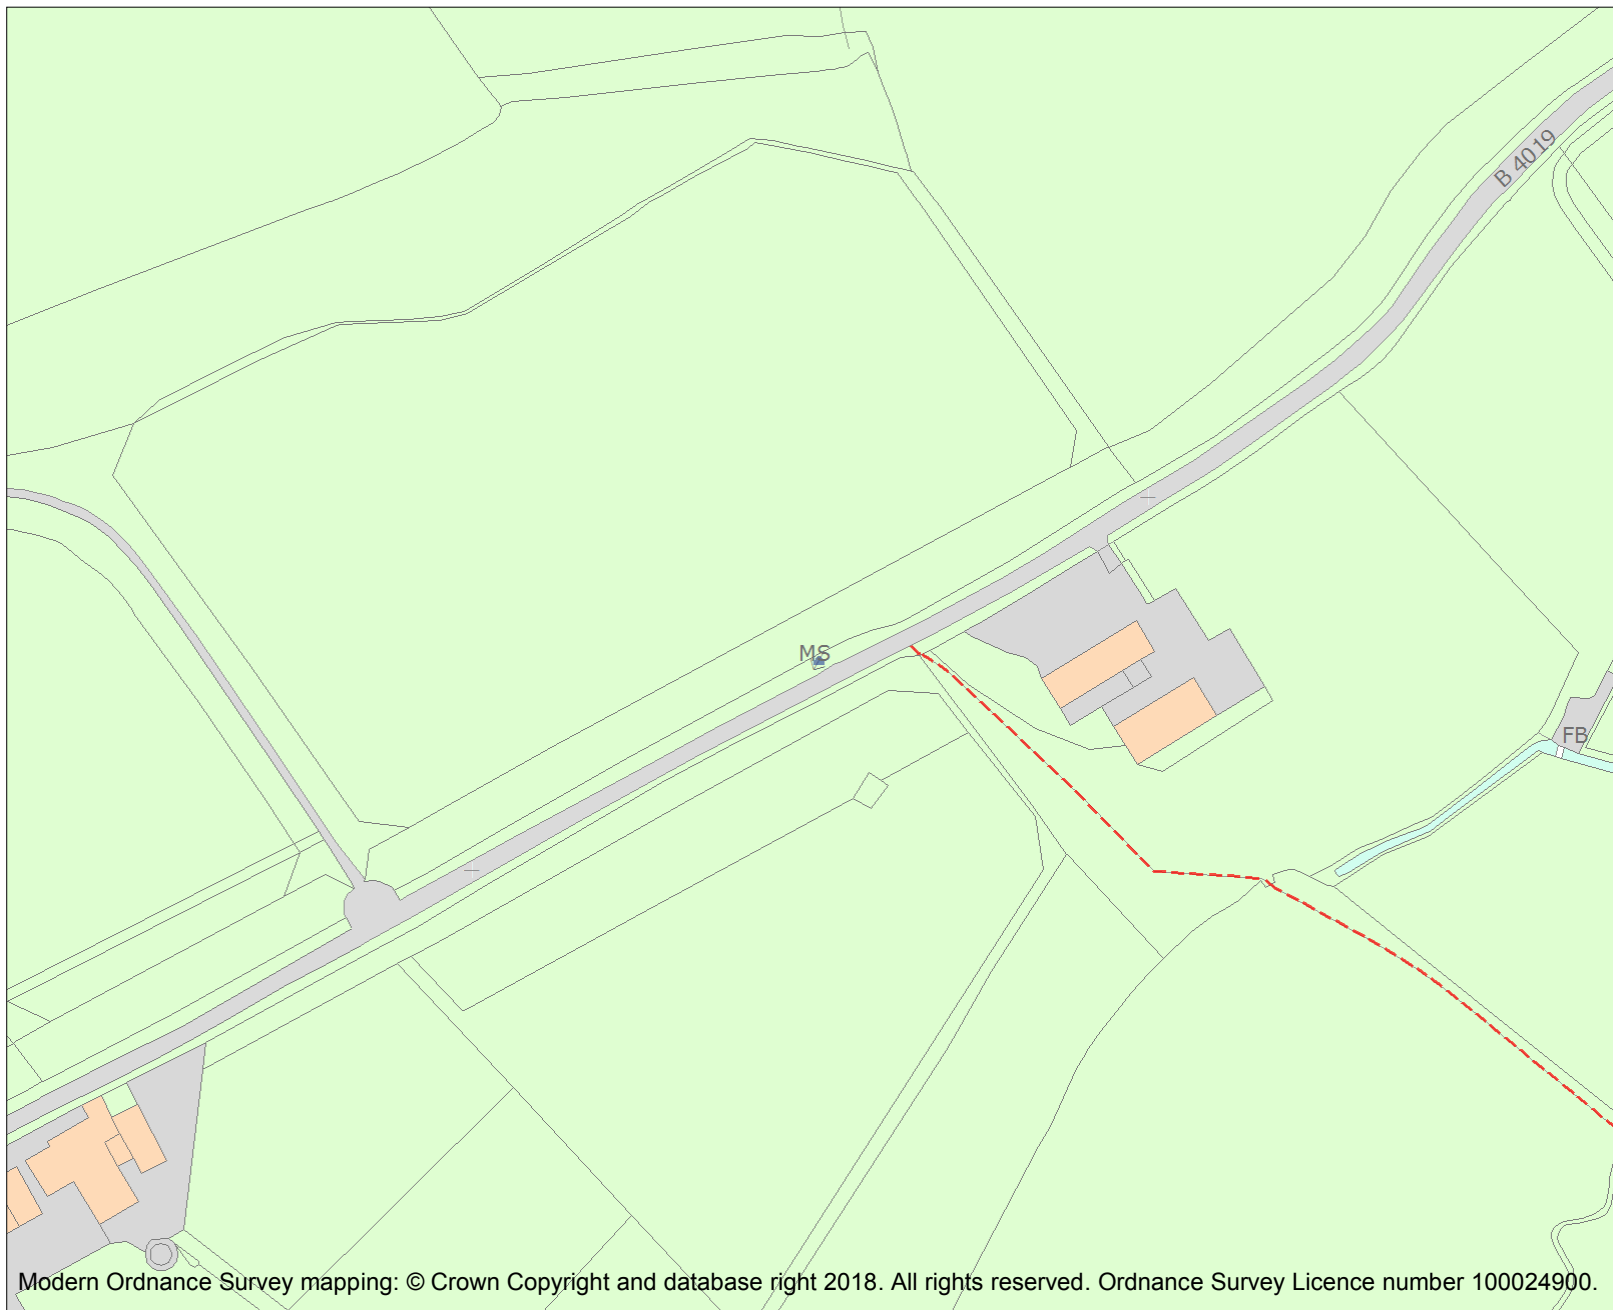 B 4019
MS
FB
Modern Ordnance Survey mapping: © Crown Copyright and database right 2018. All rights reserved. Ordnance Survey Licence number 100024900.